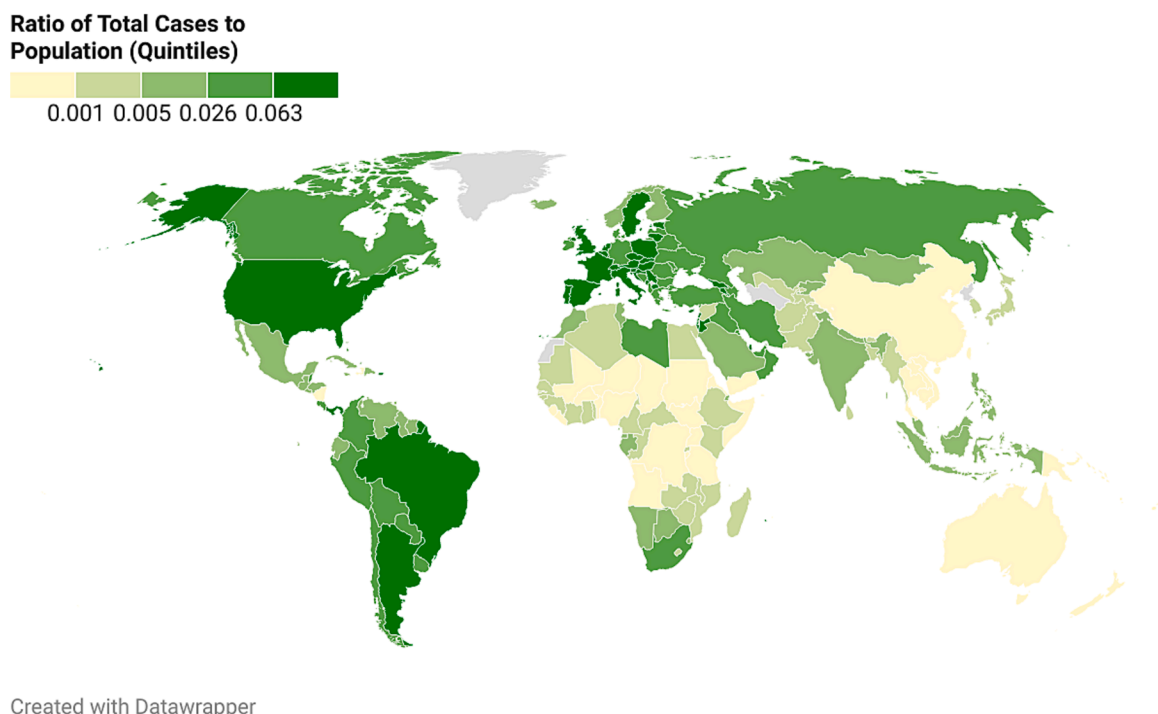 Ratio of Total Cases to
Population (Quintiles)
0.001 0.005 0.026 0.063
Created with Datawrapper